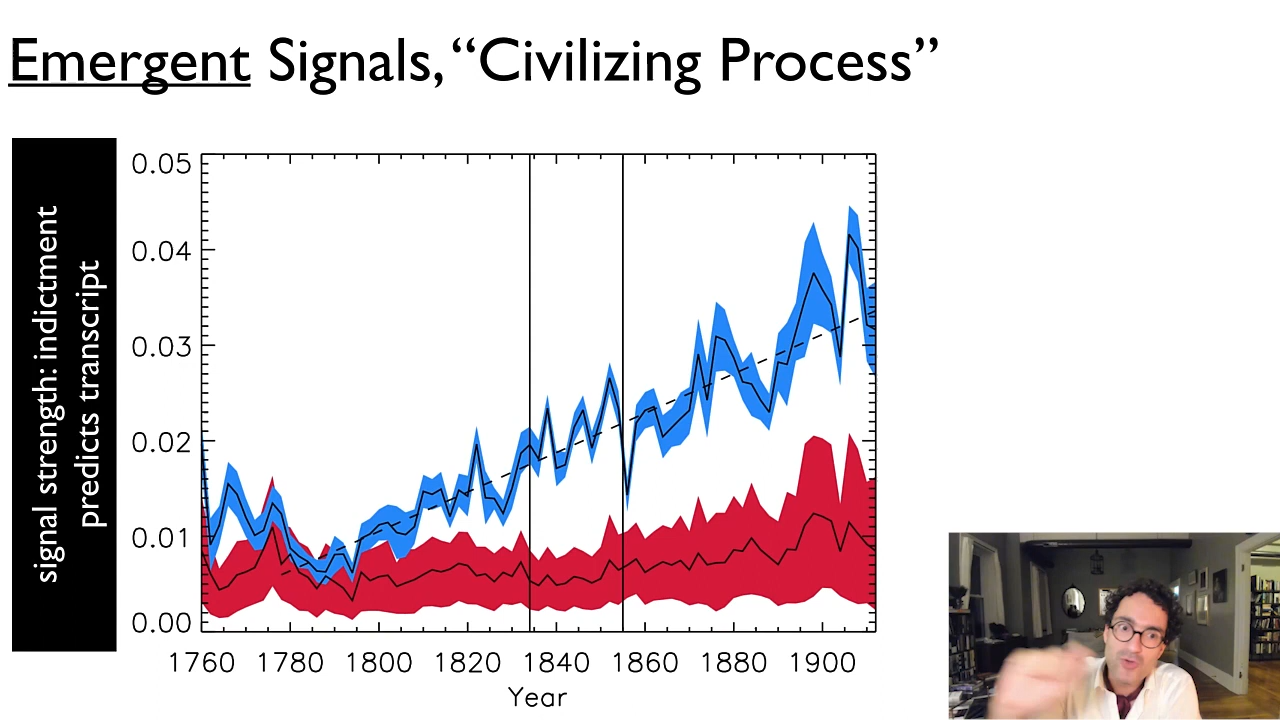 Emergent Signals, “Civilizing Process”
signal strength: indictment
predicts transcript
0.05
0.04
0.03
0.02
0.01
0.00
1760 1780 1800 1820 1840 1860 1880 1900
Year